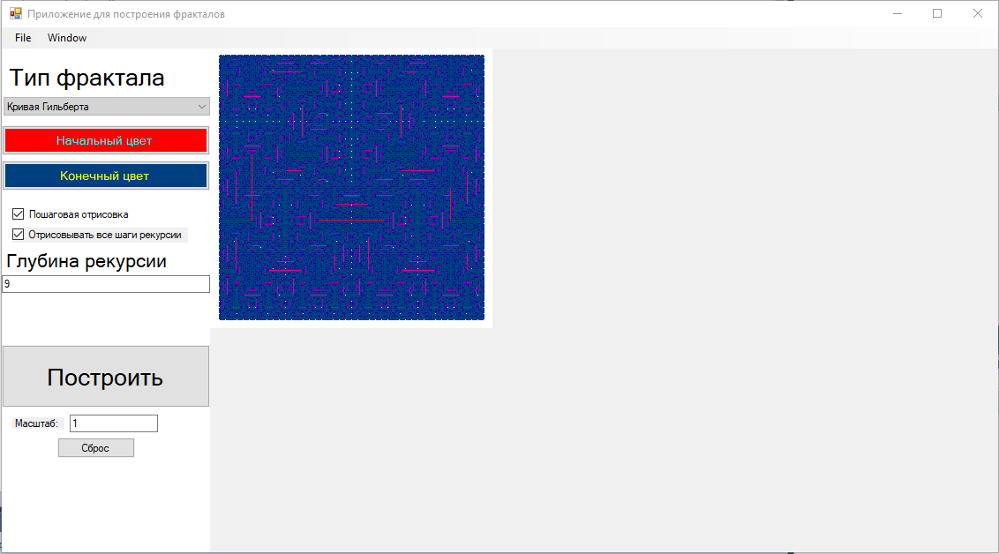 Приложение для построения фракталов
File Window
Тип фрактала
Кривая Гильберта
Начальный цвет
Конечный цвет
Пошаговая отрисовка
Отрисовывать все шаги рекурсии
Глубина рекурсии
9
Построить
Масштаб: 1
Сброс